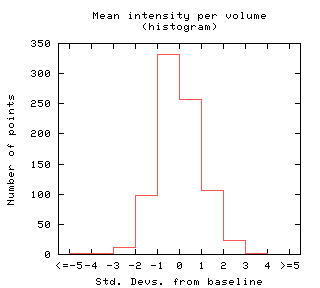 Mean intensity per volume
(histogram)
350
300
250
200
150
100
50
0
Number of points
<=-5 -4 -3 -2 -1 0 1 2 3 4 >=5
Std. Devs. from baseline